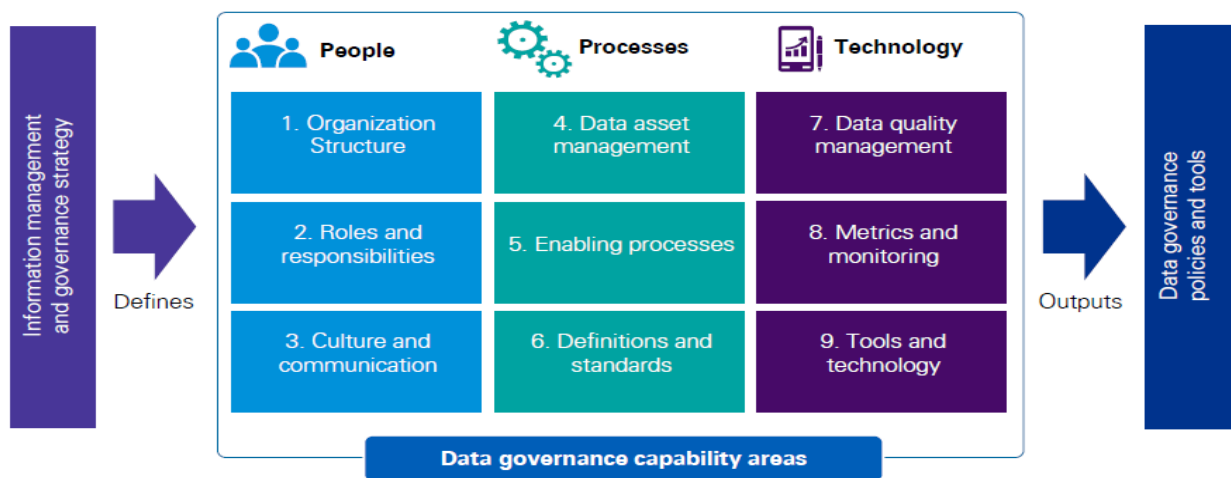 Information management
and governance strategy
Defines
People
1. Organization
Structure
2. Roles and
responsibilities
3. Culture and
communication
Processes
4. Data asset
management
5. Enabling processes
6. Definitions and
standards
Technology
7. Data quality
management
8. Metrics and
monitoring
9. Tools and
technology
Data governance capability areas
Outputs
Data governance
policies and tools